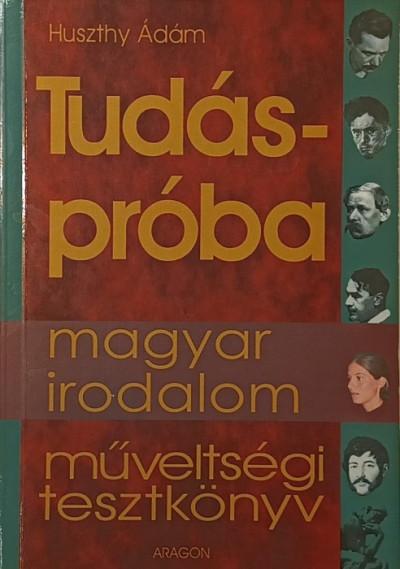 Huszthy Ádám
Tudás-
próba
magyar
irodalom
műveltségi
tesztkönyv
ARAGON